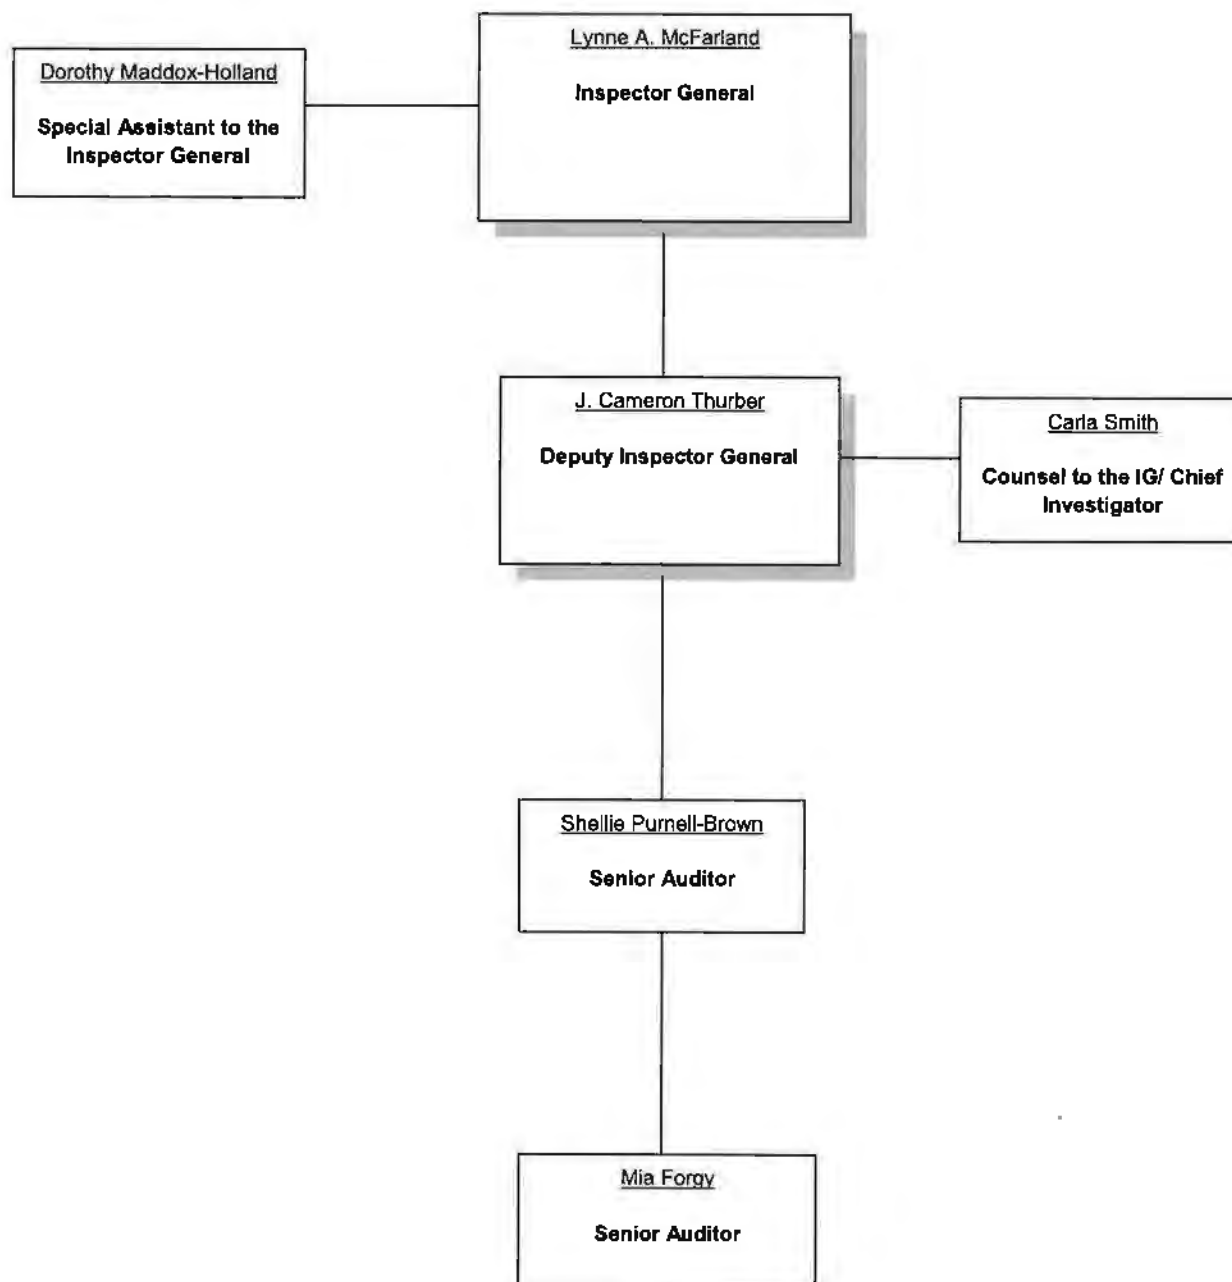 Lynne A. McFarland
Inspector General
Dorothy Maddox-Holland
Special Assistant to the
Inspector General
J. Cameron Thurber
Deputy Inspector General
Carla Smith
Counsel to the IG/ Chief
Investigator
Shellie Purnell-Brown
Senior Auditor
Mia Forgy
Senior Auditor